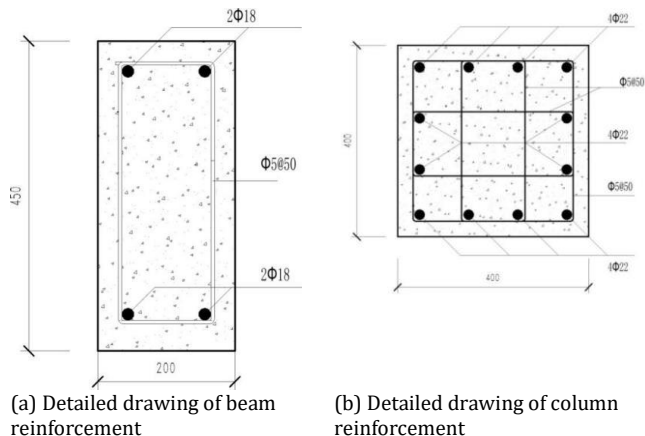 2Φ18
450
Φ5@50
2Φ18
200
4Φ22
Φ5@50
4Φ22
Φ5@50
4Φ22
400
400
(a) Detailed drawing of beam
reinforcement
(b) Detailed drawing of column
reinforcement